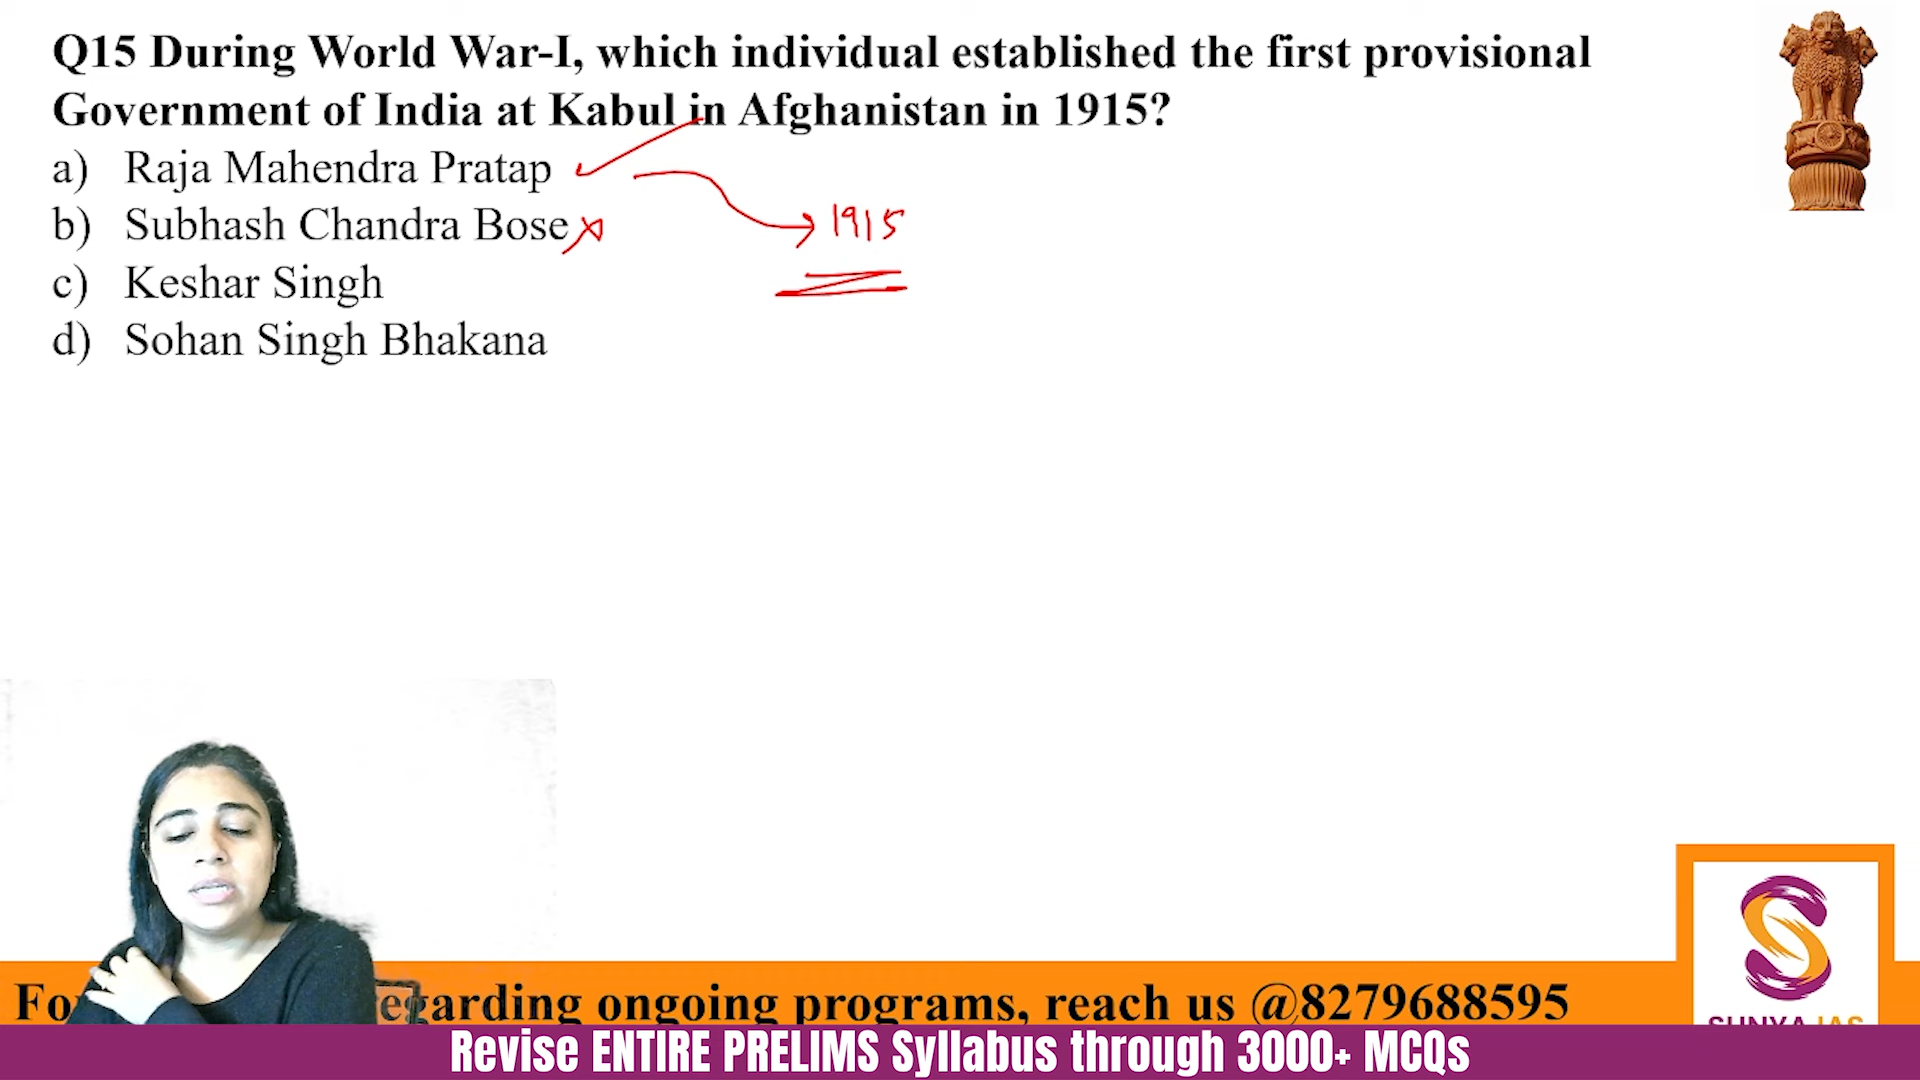 Q15 During World War-I, which individual established the first provisional
Government of India at Kabul in Afghanistan in 1915?
a) Raja Mahendra Pratap
b) Subhash Chandra Bose
1915
c) Keshar Singh
d) Sohan Singh Bhakana
egarding ongoing programs, reach us @8279688595
SUNYA IAS
Revise ENTIRE PRELIMS Syllabus through 3000+ MCQs